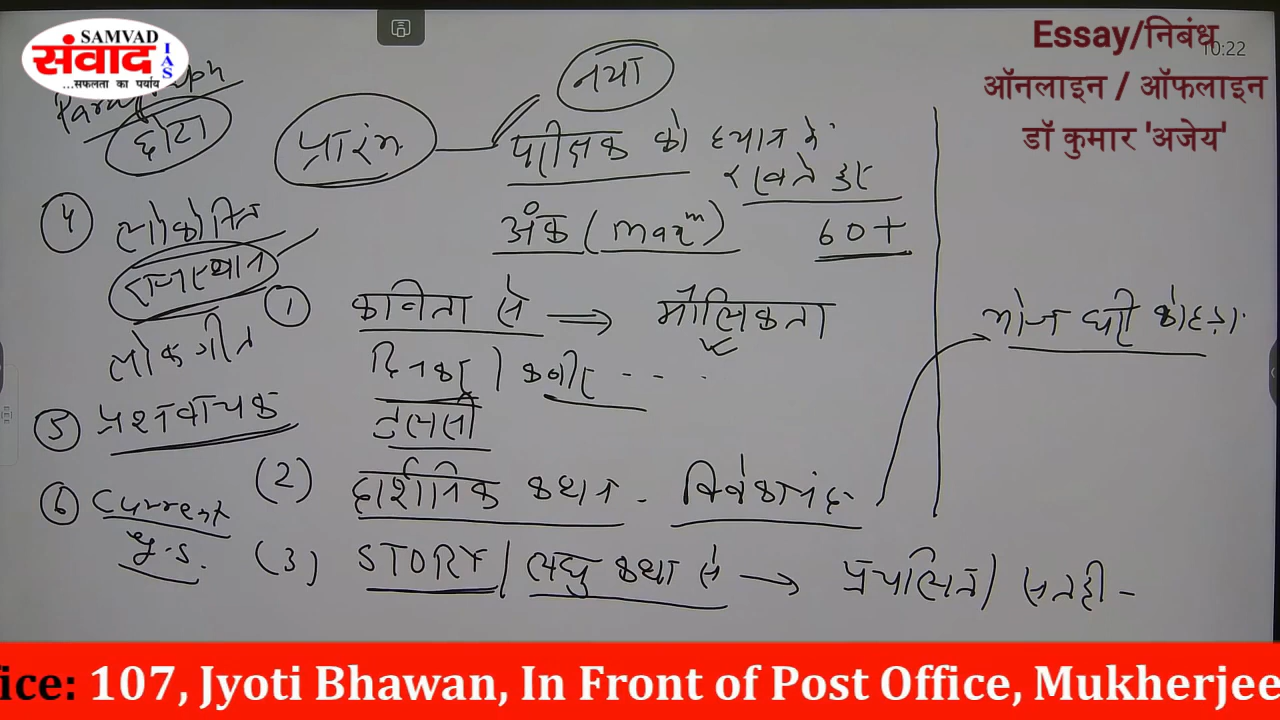 SAMVAD
संवाद
IAS
...सफलता का पर्याय
Essay/निबंध
10:22
ऑनलाइन / ऑफलाइन
डॉ कुमार 'अजेय'
छोटा
प्रारंभ
नया
परीक्षक को ध्यान में
रखते हुए
अंक (maxm) 60+
4 लोकोक्ति
राजस्थान
लोकगीत
1 कविता से ⇒ मौलिकता
दिनकर / कबीर - - -
तुलसी
5 प्रश्नवाचक
(2) दार्शनिक कथन - विवेकानंद
6 Current
(3) STORY / लघु कथा से → प्रचलित / सतही -
fice: 107, Jyoti Bhawan, In Front of Post Office, Mukherjee